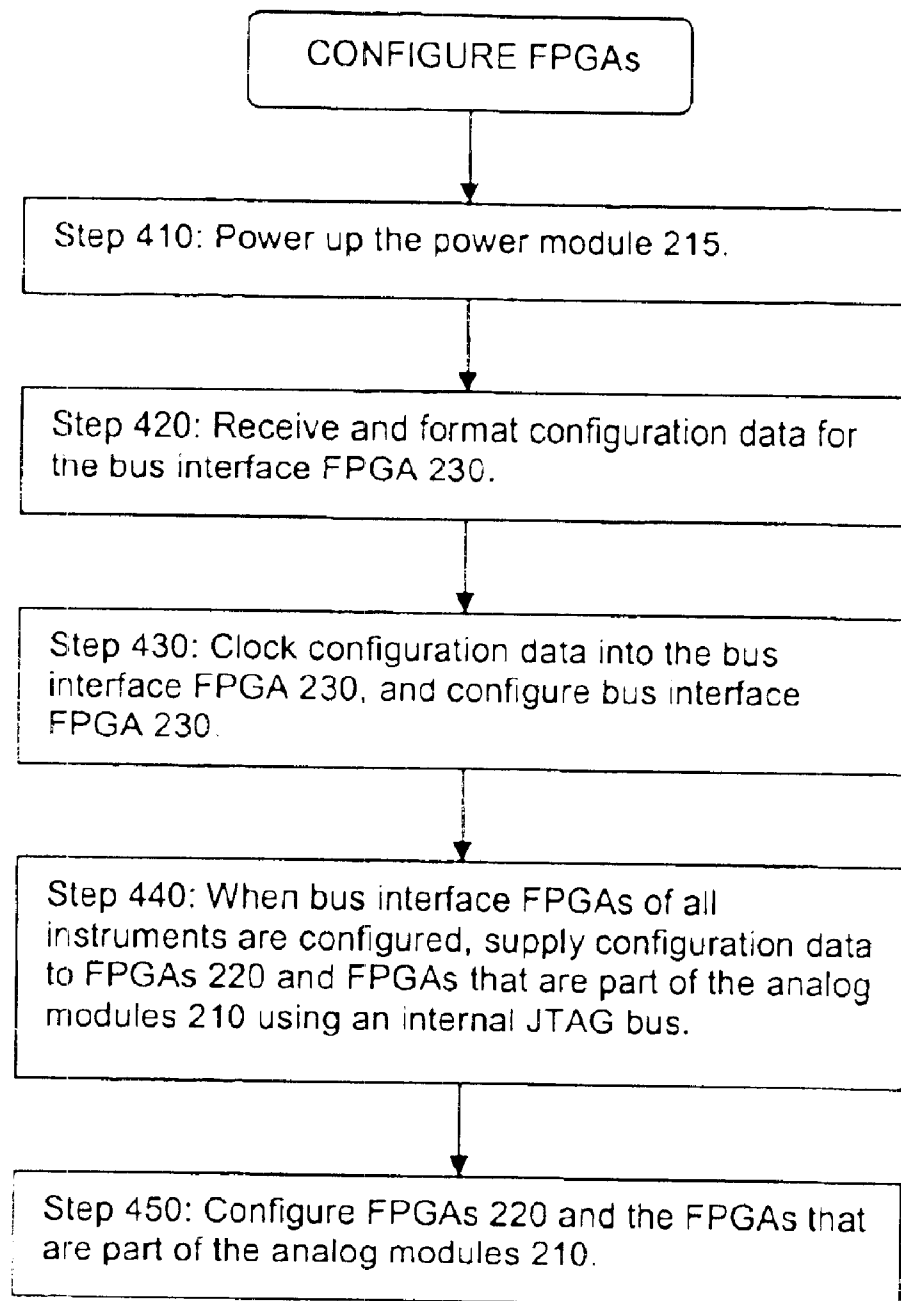 CONFIGURE FPGAs
Step 410: Power up the power module 215.
Step 420: Receive and format configuration data for
the bus interface FPGA 230.
Step 430: Clock configuration data into the bus
interface FPGA 230, and configure bus interface
FPGA 230.
Step 440: When bus interface FPGAs of all
instruments are configured, supply configuration data
to FPGAs 220 and FPGAs that are part of the analog
modules 210 using an internal JTAG bus.
Step 450: Configure FPGAs 220 and the FPGAs that
are part of the analog modules 210.